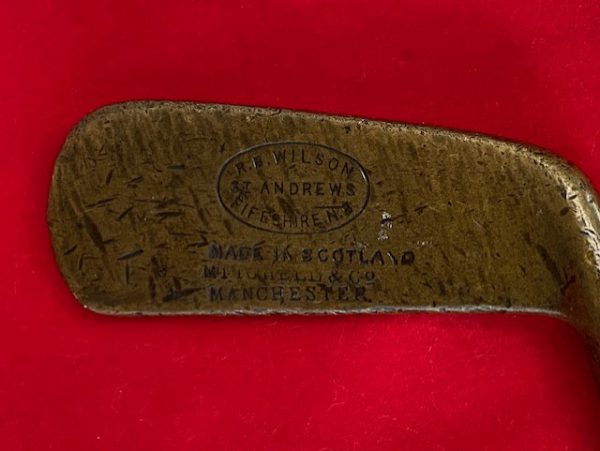 R.B. WILSON
ST ANDREWS
FIFESHIRE N.B
MADE IN SCOTLAND
MITCHELL & CO
MANCHESTER